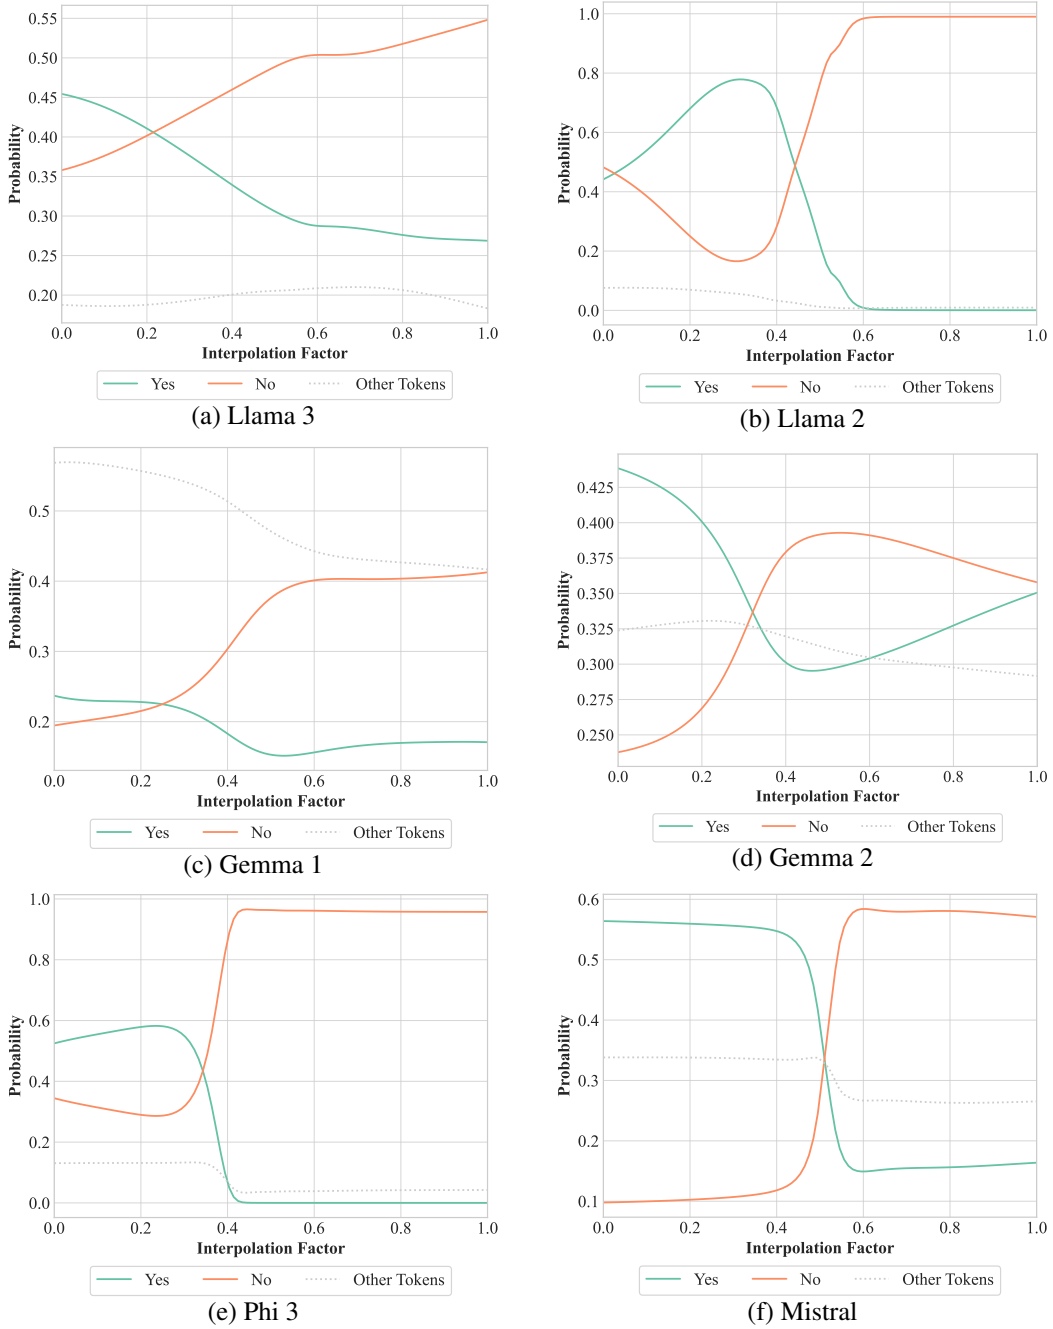 0.55
0.50
0.45
0.40
0.35
0.30
0.25
0.20
Probability
0.0 0.2 0.4 0.6 0.8 1.0
Interpolation Factor
Yes No Other Tokens
(a) Llama 3
1.0
0.8
0.6
0.4
0.2
0.0
Probability
0.0 0.2 0.4 0.6 0.8 1.0
Interpolation Factor
Yes No Other Tokens
(b) Llama 2
0.5
0.4
0.3
0.2
Probability
0.0 0.2 0.4 0.6 0.8 1.0
Interpolation Factor
Yes No Other Tokens
(c) Gemma 1
0.425
0.400
0.375
0.350
0.325
0.300
0.275
0.250
Probability
0.0 0.2 0.4 0.6 0.8 1.0
Interpolation Factor
Yes No Other Tokens
(d) Gemma 2
1.0
0.8
0.6
0.4
0.2
0.0
Probability
0.0 0.2 0.4 0.6 0.8 1.0
Interpolation Factor
Yes No Other Tokens
(e) Phi 3
0.6
0.5
0.4
0.3
0.2
0.1
Probability
0.0 0.2 0.4 0.6 0.8 1.0
Interpolation Factor
Yes No Other Tokens
(f) Mistral